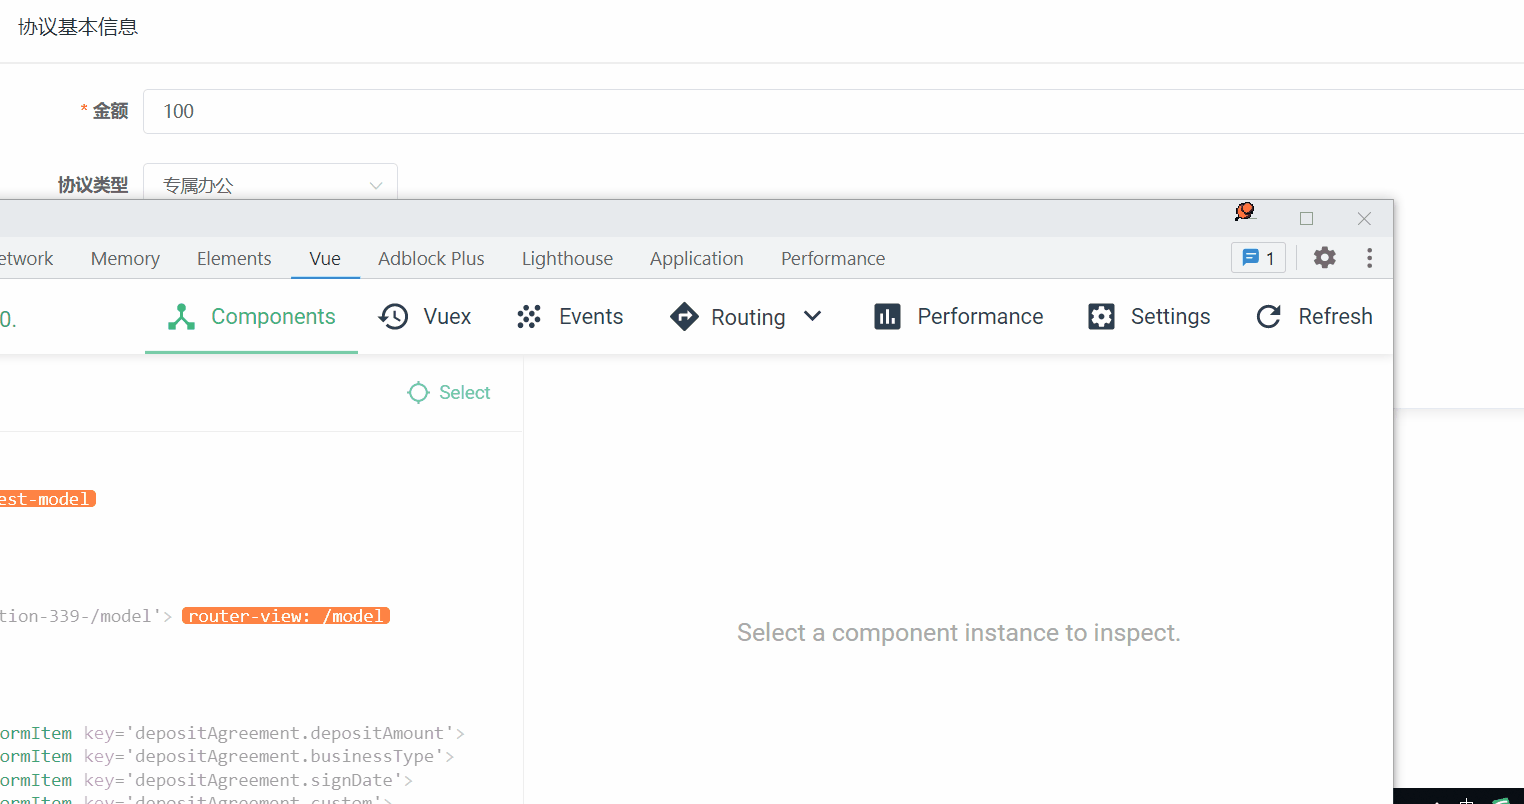 协议基本信息
* 金额 100
协议类型 专属办公
etwork Memory Elements Vue Adblock Plus Lighthouse Application Performance 1
0. Components Vuex Events Routing Performance Settings Refresh
Select
est-model
tion-339-/model'> router-view: /model
Select a component instance to inspect.
ormItem key='depositAgreement.depositAmount'>
ormItem key='depositAgreement.businessType'>
ormItem key='depositAgreement.signDate'>
ormItem key='depositAgreement.custom'>